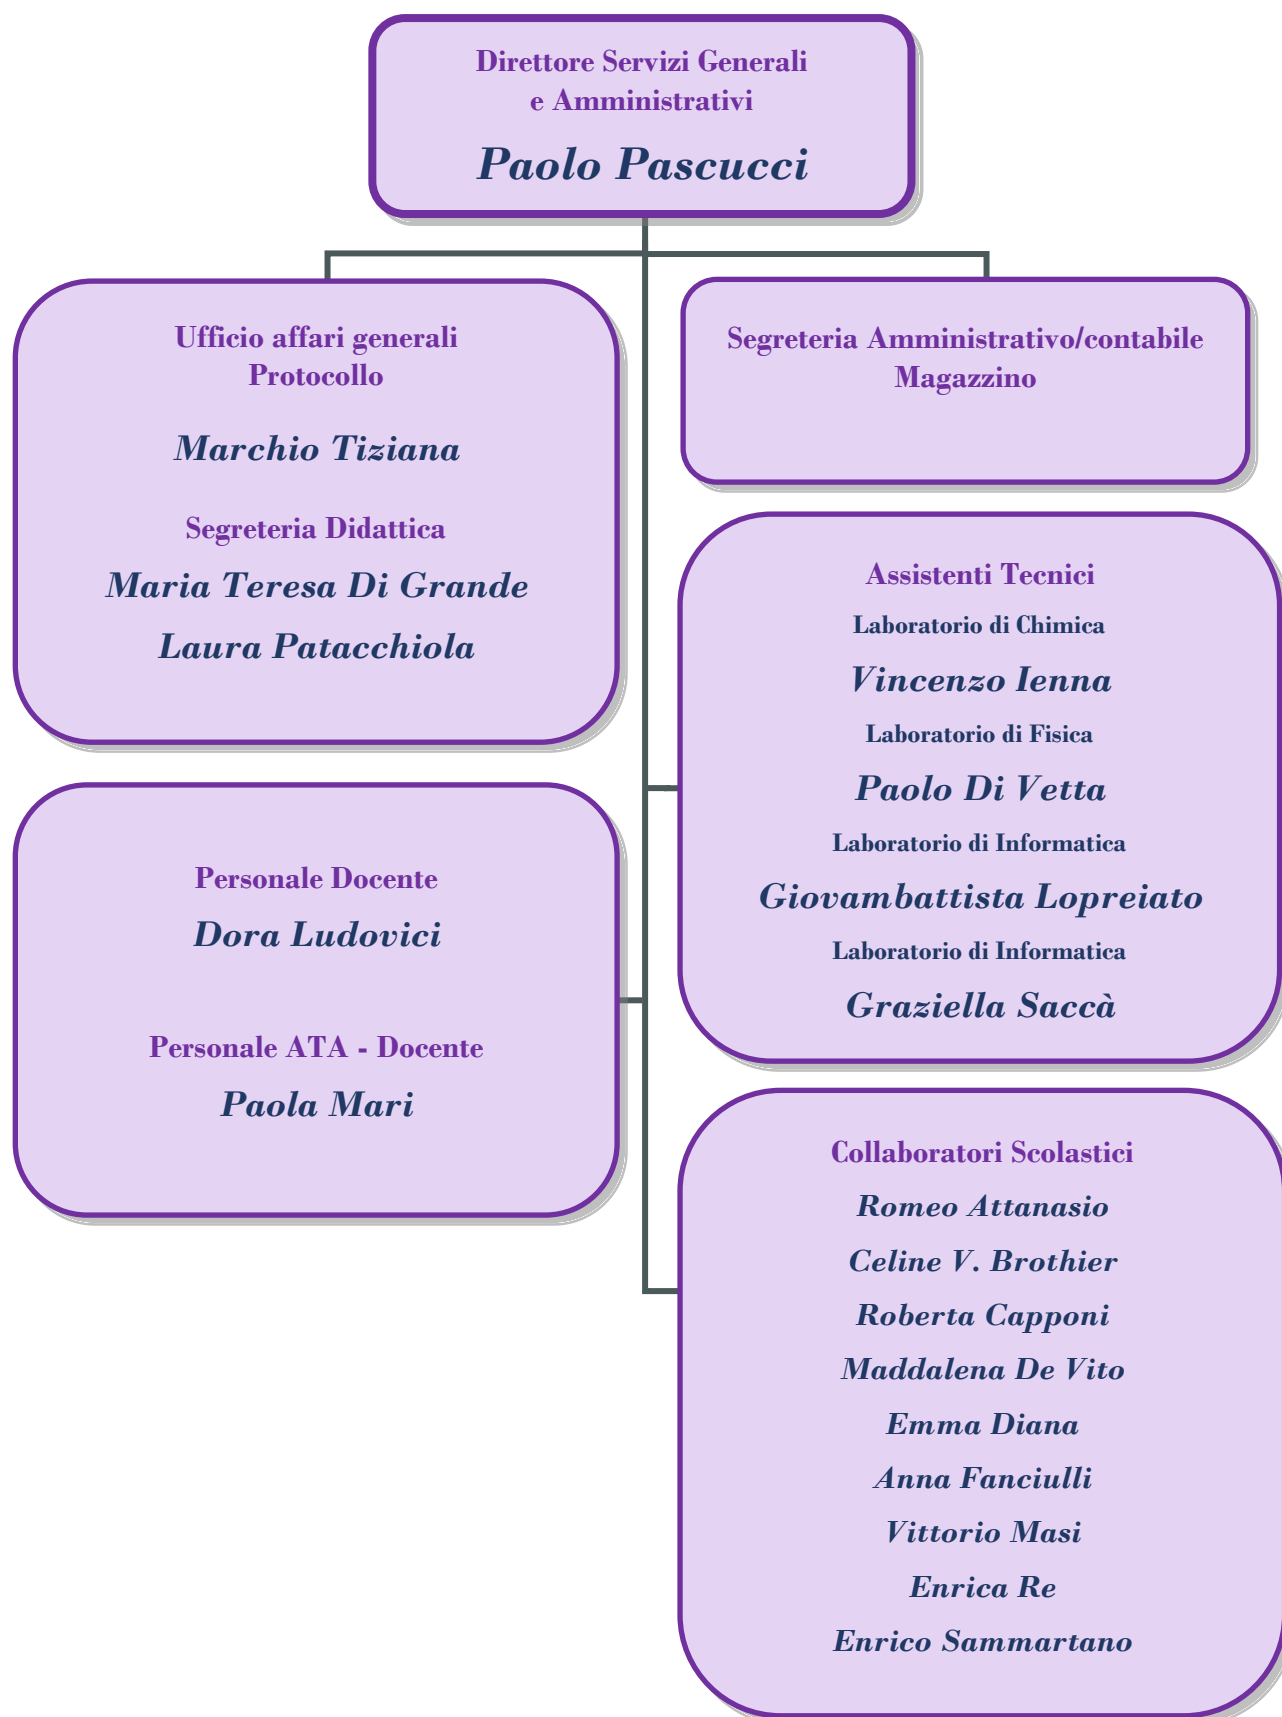 Direttore Servizi Generali
e Amministrativi
Paolo Pascucci
Ufficio affari generali
Protocollo
Marchio Tiziana
Segreteria Didattica
Maria Teresa Di Grande
Laura Patacchiola
Segreteria Amministrativo/contabile
Magazzino
Assistenti Tecnici
Laboratorio di Chimica
Vincenzo Ienna
Laboratorio di Fisica
Paolo Di Vetta
Laboratorio di Informatica
Giovambattista Lopreiato
Laboratorio di Informatica
Graziella Saccà
Personale Docente
Dora Ludovici
Personale ATA - Docente
Paola Mari
Collaboratori Scolastici
Romeo Attanasio
Celine V. Brothier
Roberta Capponi
Maddalena De Vito
Emma Diana
Anna Fanciulli
Vittorio Masi
Enrica Re
Enrico Sammartano